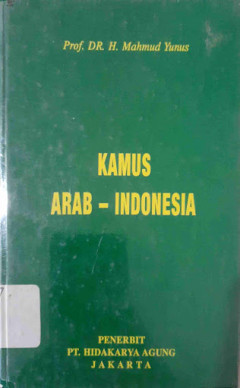 Prof. DR. H. Mahmud Yunus
KAMUS
ARAB - INDONESIA
PENERBIT
PT. HIDAKARYA AGUNG
JAKARTA